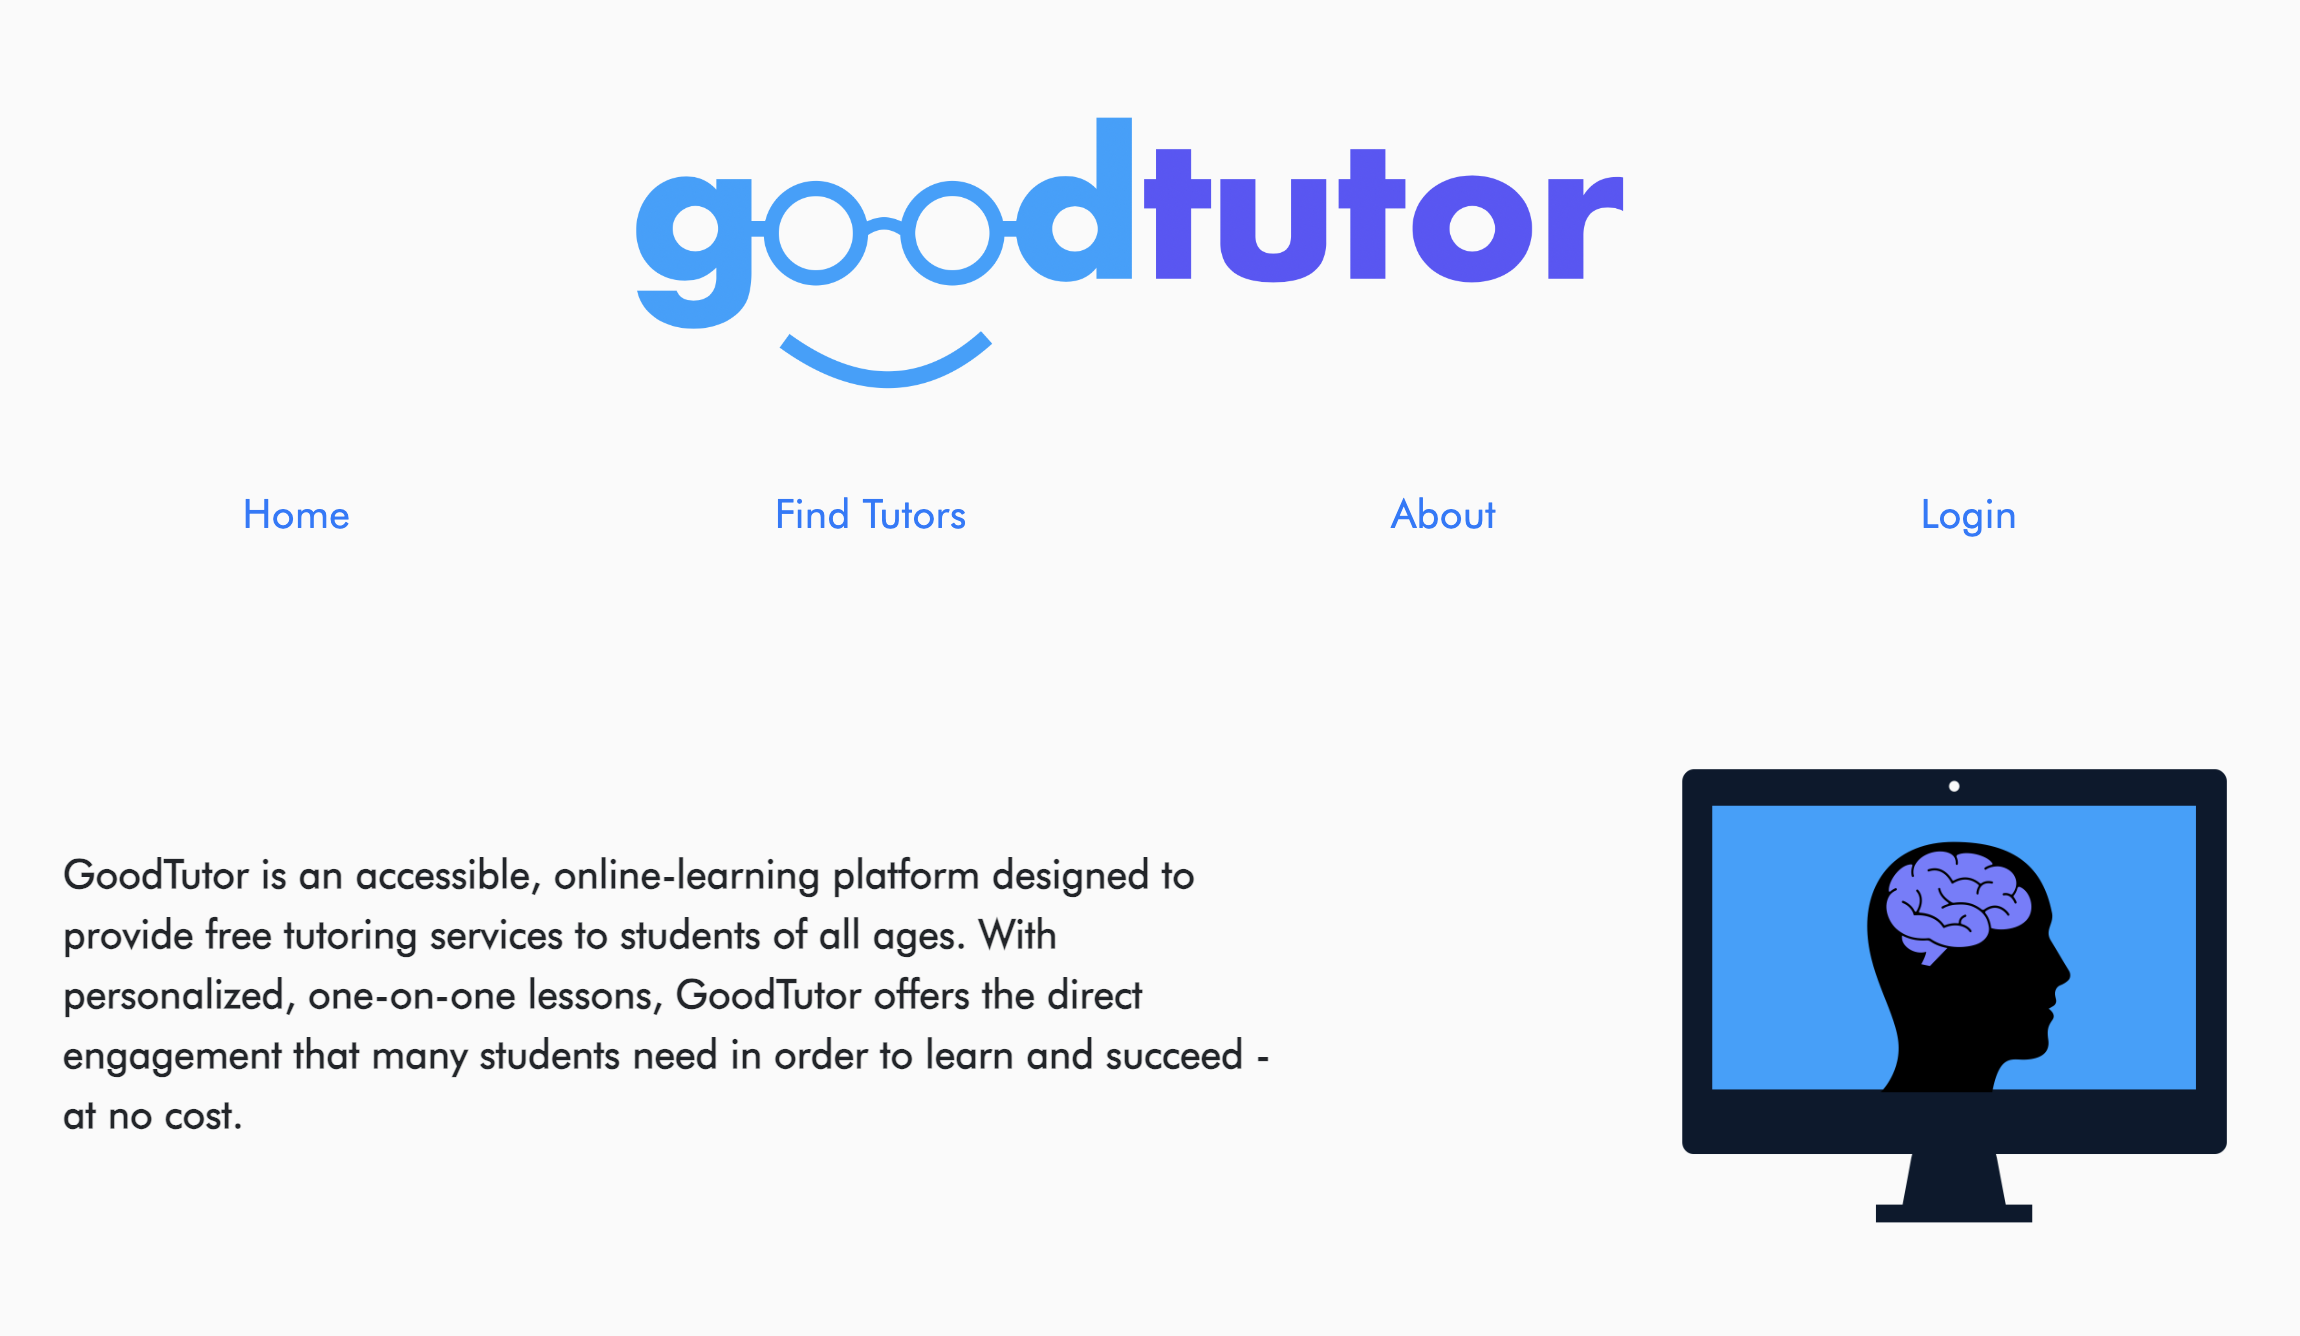 goodtutor
Home Find Tutors About Login
GoodTutor is an accessible, online-learning platform designed to
provide free tutoring services to students of all ages. With
personalized, one-on-one lessons, GoodTutor offers the direct
engagement that many students need in order to learn and succeed -
at no cost.